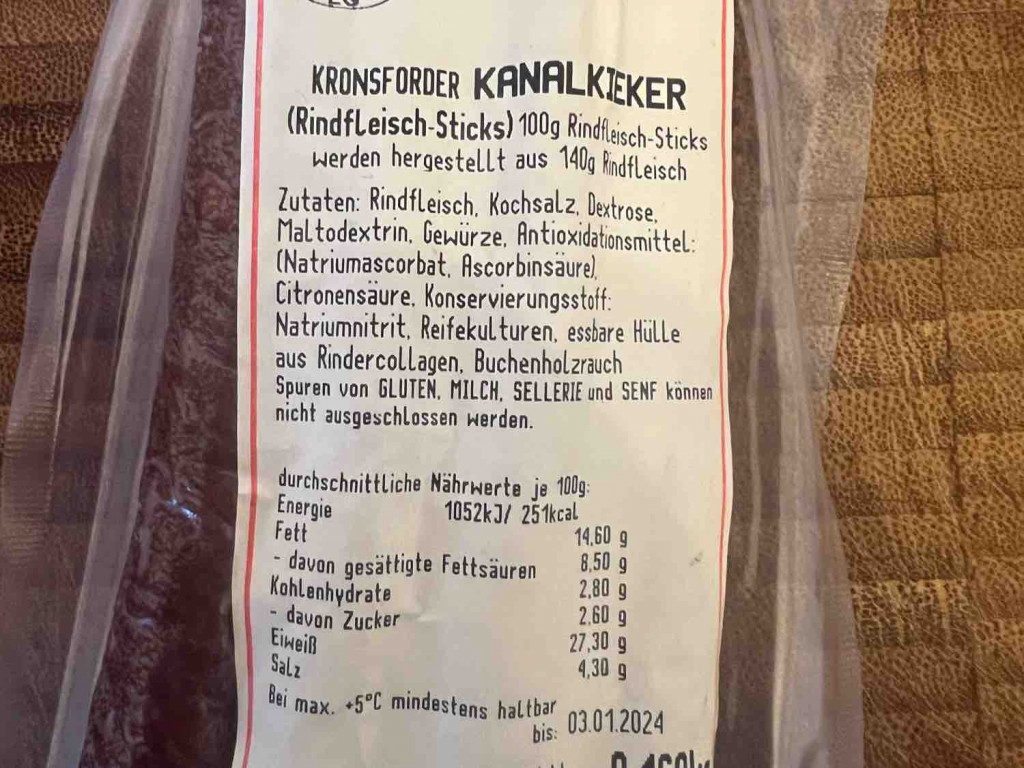 KRONSFORDER KANALKIEKER
(Rindfleisch-Sticks) 100g Rindfleisch-Sticks
werden hergestellt aus 140g Rindfleisch
Zutaten: Rindfleisch, Kochsalz, Dextrose,
Maltodextrin, Gewürze, Antioxidationsmittel:
(Natriumascorbat, Ascorbinsäure),
Citronensäure, Konservierungsstoff:
Natriumnitrit, Reifekulturen, essbare Hülle
aus Rindercollagen, Buchenholzrauch
Spuren von GLUTEN, MILCH, SELLERIE und SENF können
nicht ausgeschlossen werden.
durchschnittliche Nährwerte je 100g:
Energie 1052kJ/ 251kcal
Fett 14,60 g
- davon gesättigte Fettsäuren 8,50 g
Kohlenhydrate 2,80 g
- davon Zucker 2,60 g
Eiweiß 27,30 g
Salz 4,30 g
Bei max. +5°C mindestens haltbar
bis: 03.01.2024